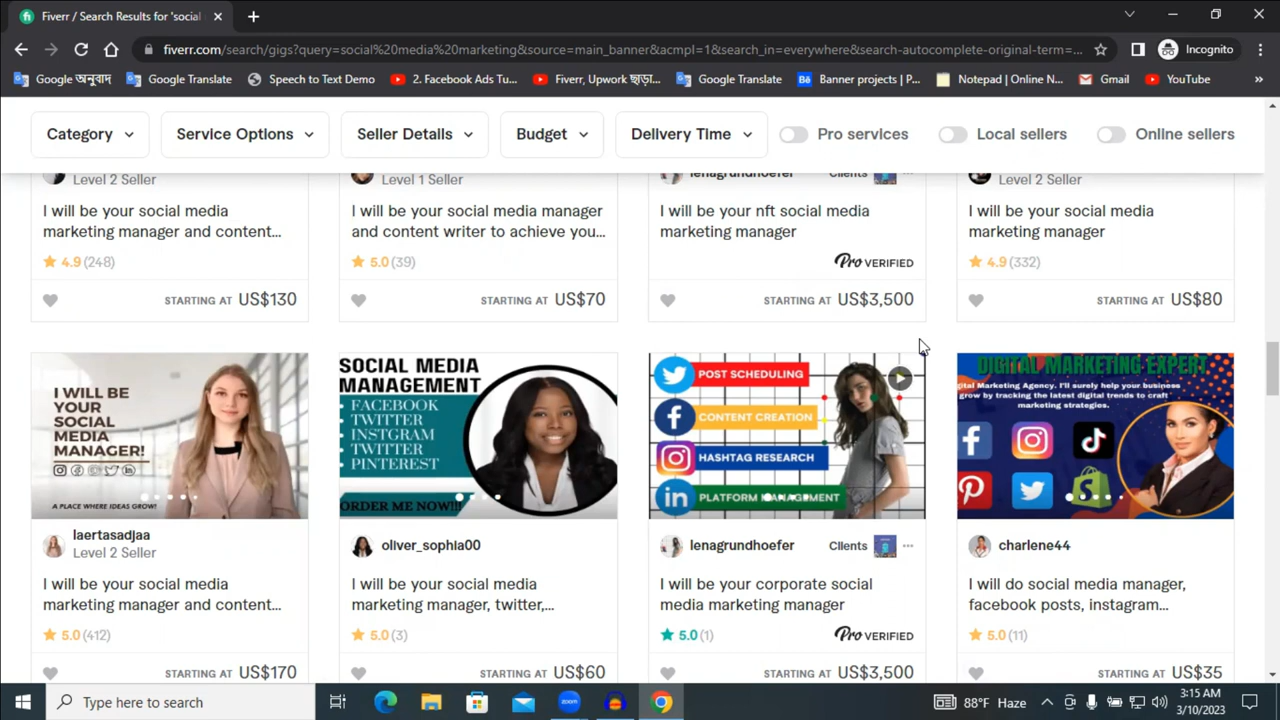 Fiverr / Search Results for 'social
fiverr.com/search/gigs?query=social%20media%20marketing&source=main_banner&acmpl=1&search_in=everywhere&search-autocomplete-original-term=...
Incognito
Google অনুবাদ
Google Translate
Speech to Text Demo
2. Facebook Ads Tu...
Fiverr, Upwork ছাড়া...
Google Translate
Banner projects | P...
Notepad | Online N...
Gmail
YouTube
Category
Service Options
Seller Details
Budget
Delivery Time
Pro services
Local sellers
Online sellers
Level 2 Seller
Level 1 Seller
lenagrundhoefer
Clients
Level 2 Seller
I will be your social media
marketing manager and content...
4.9 (248)
STARTING AT US$130
I will be your social media manager
and content writer to achieve you...
5.0 (39)
STARTING AT US$70
I will be your nft social media
marketing manager
Pro VERIFIED
STARTING AT US$3,500
I will be your social media
marketing manager
4.9 (332)
STARTING AT US$80
I WILL BE
YOUR
SOCIAL
MEDIA
MANAGER!
A PLACE WHERE IDEAS GROW!
laertasadjaa
Level 2 Seller
I will be your social media
marketing manager and content...
5.0 (412)
STARTING AT US$170
SOCIAL MEDIA
MANAGEMENT
• FACEBOOK
• TWITTER
• INSTGRAM
• TWITTER
• PINTEREST
ORDER ME NOW!!!
oliver_sophia00
I will be your social media
marketing manager, twitter,...
5.0 (3)
STARTING AT US$60
POST SCHEDULING
CONTENT CREATION
HASHTAG RESEARCH
PLATFORM MANAGEMENT
lenagrundhoefer
Clients
I will be your corporate social
media marketing manager
5.0 (1)
Pro VERIFIED
STARTING AT US$3,500
DIGITAL MARKETING EXPERT
gital Marketing Agency. I'll surely help your business
grow by tracking the latest digital trends to craft
marketing strategies.
charlene44
I will do social media manager,
facebook posts, instagram...
5.0 (11)
STARTING AT US$35
Type here to search
zoom
88°F Haze
3:15 AM
3/10/2023